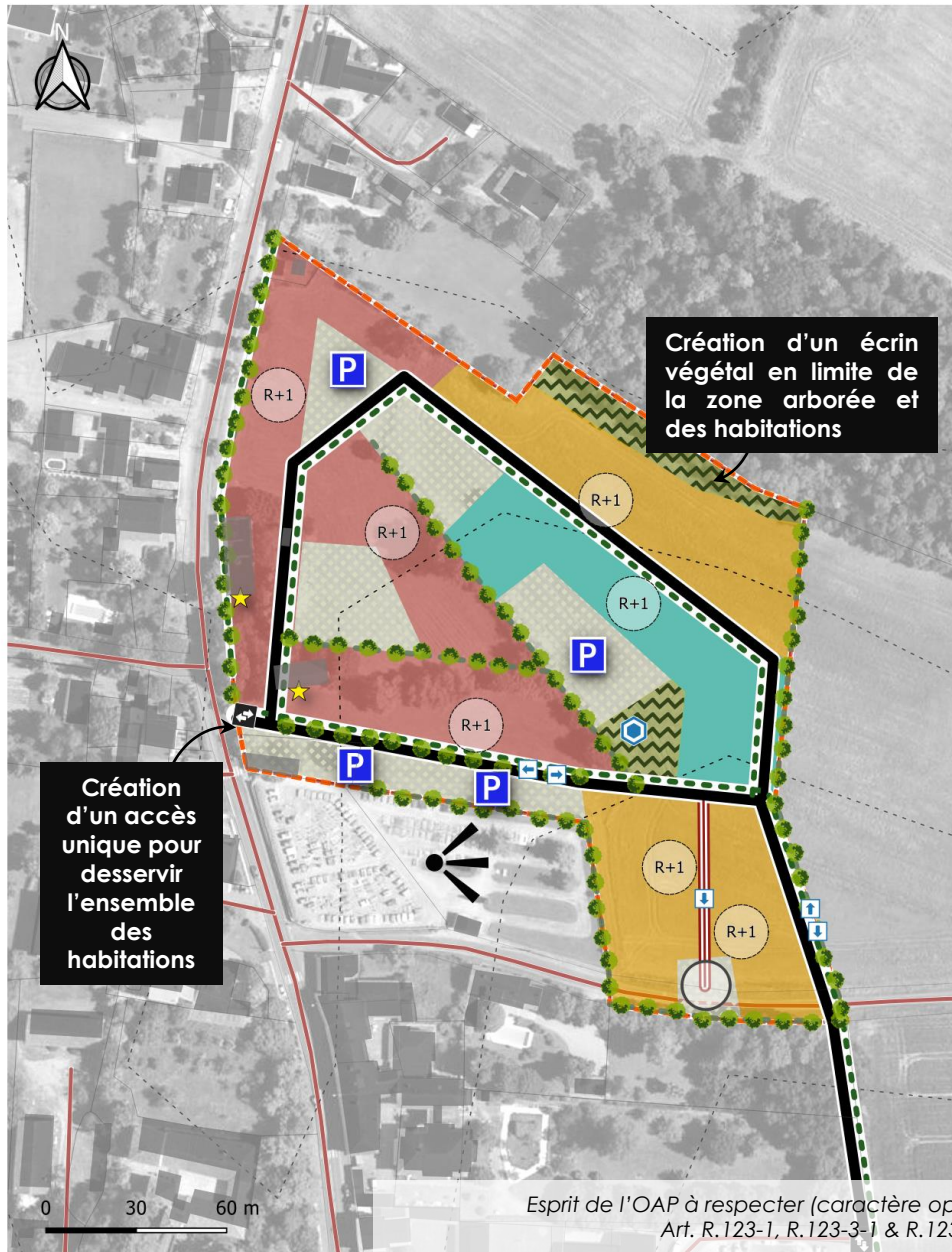 N
Création d'un écrin
végétal en limite de
la zone arborée et
des habitations
P
R+1
R+1
R+1
R+1
P
R+1
P
P
Création
d'un accès
unique pour
desservir
l'ensemble
des
habitations
R+1
R+1
0 30 60 m
Esprit de l'OAP à respecter (caractère op
Art. R.123-1, R.123-3-1 & R.123